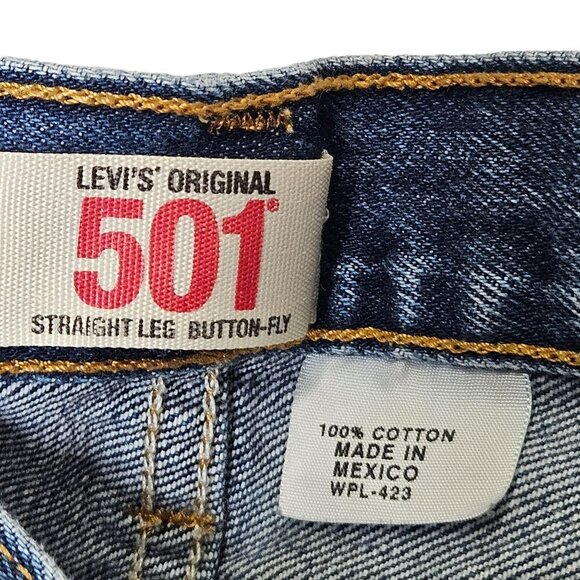 LEVI'S® ORIGINAL
501®
STRAIGHT LEG BUTTON-FLY
100% COTTON
MADE IN
MEXICO
WPL-423